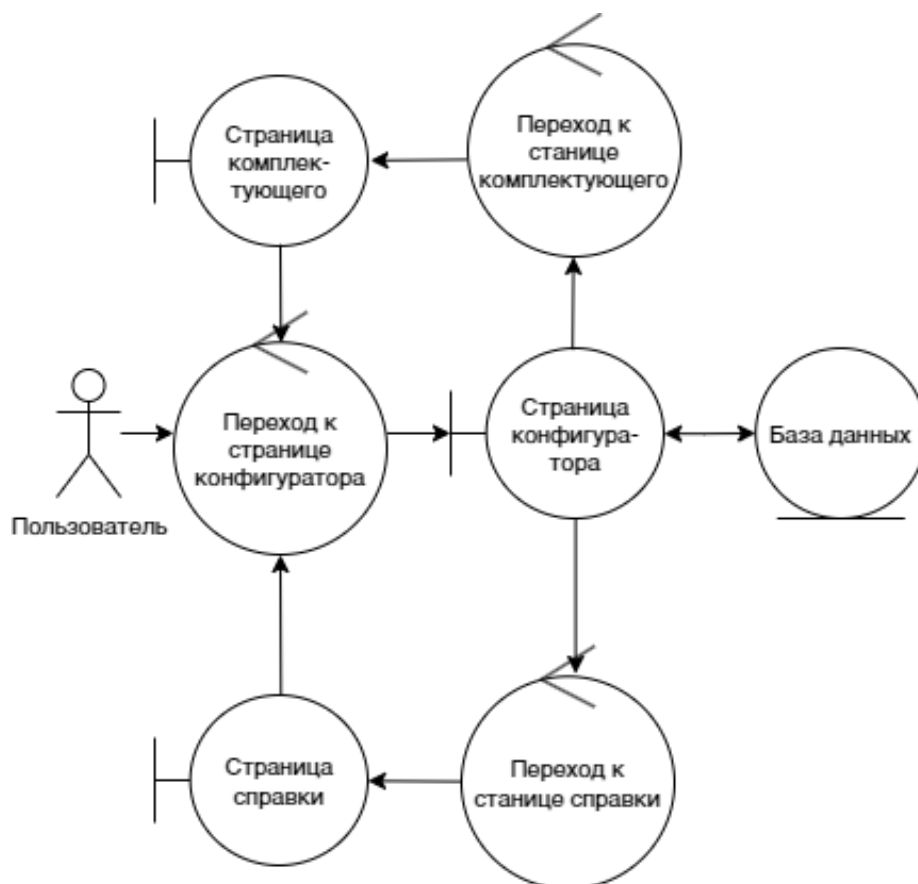 Страница
комплек-
тующего
Переход к
станице
комплектующего
Пользователь
Переход к
странице
конфигуратора
Страница
конфигура-
тора
База данных
Страница
справки
Переход к
станице справки